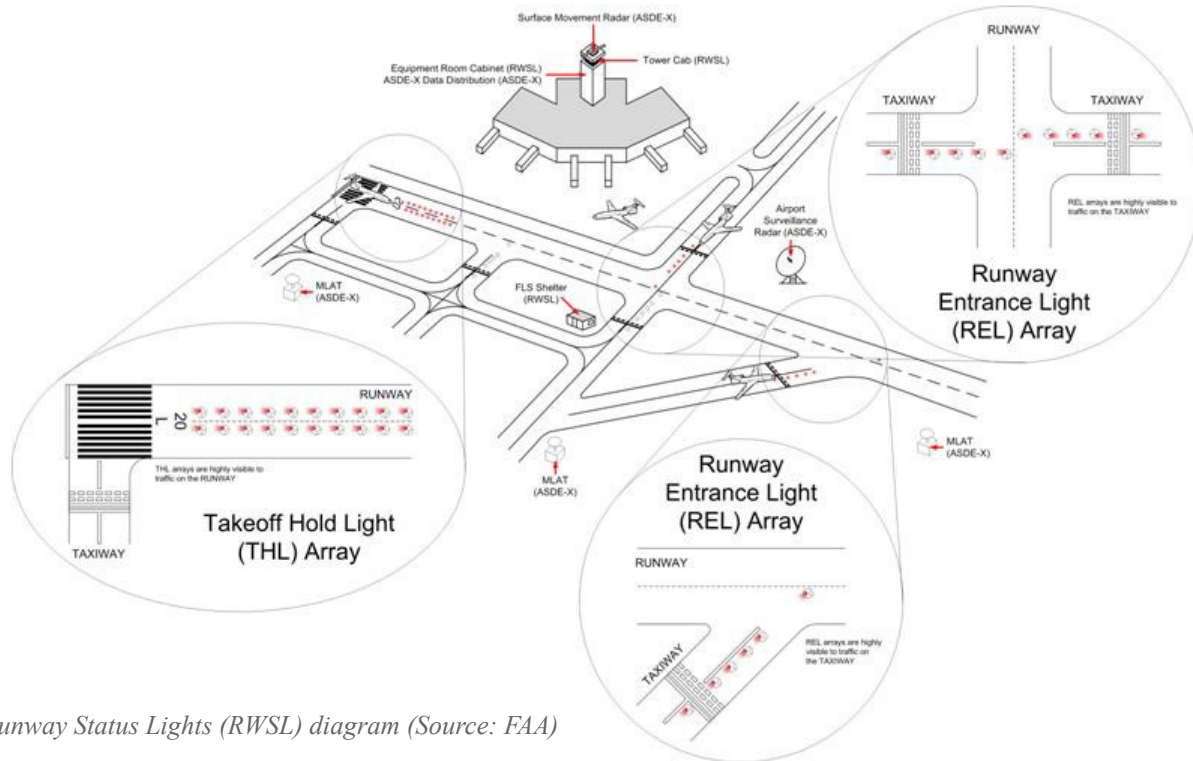 Surface Movement Radar (ASDE-X)
Equipment Room Cabinet (RWSL)
ASDE-X Data Distribution (ASDE-X)
Tower Cab (RWSL)
RUNWAY
TAXIWAY
TAXIWAY
REL arrays are highly visible to
traffic on the TAXIWAY
Runway
Entrance Light
(REL) Array
Airport
Surveillance
Radar (ASDE-X)
20
MLAT
(ASDE-X)
FLS Shelter
(RWSL)
RUNWAY
L
20
THL arrays are highly visible to
traffic on the RUNWAY
Takeoff Hold Light
(THL) Array
TAXIWAY
MLAT
(ASDE-X)
MLAT
(ASDE-X)
Runway
Entrance Light
(REL) Array
RUNWAY
TAXIWAY
REL arrays are highly
visible to traffic on
the TAXIWAY
unway Status Lights (RWSL) diagram (Source: FAA)